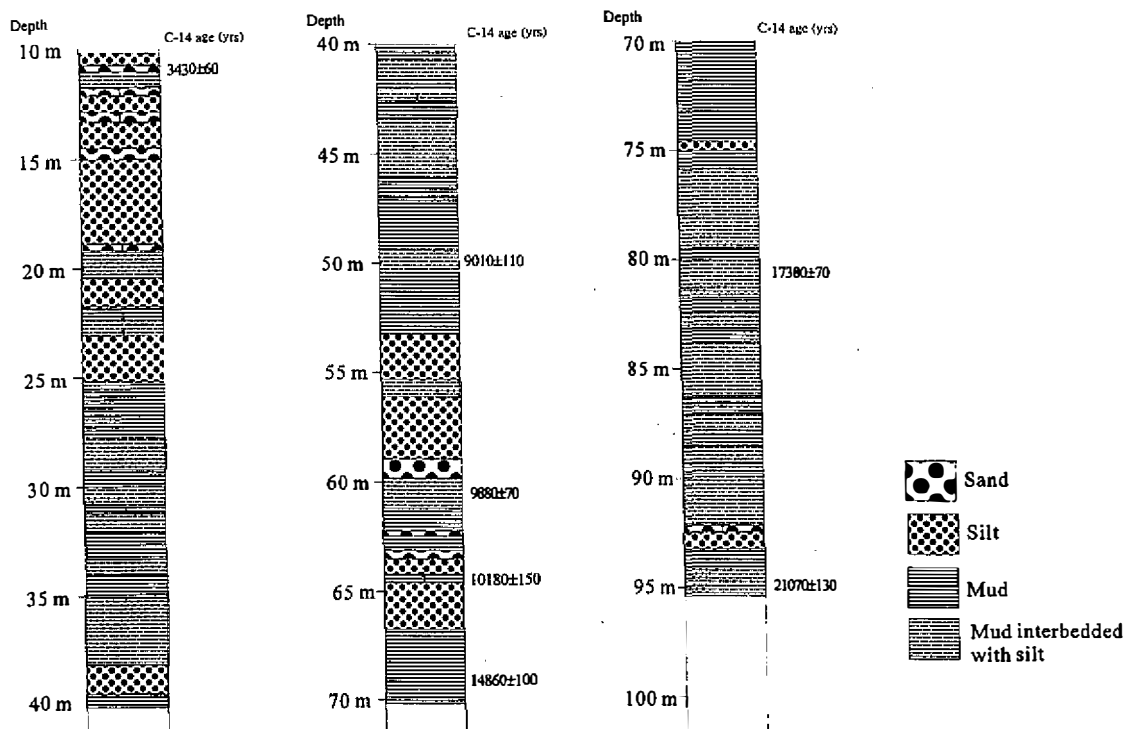 Depth
C-14 age (yrs)
10 m
3430±60
15 m
20 m
25 m
30 m
35 m
40 m
Depth
C-14 age (yrs)
40 m
45 m
50 m
9010±110
55 m
60 m
9880±70
10180±150
65 m
14860±100
70 m
Depth
C-14 age (yrs)
70 m
75 m
80 m
17380±70
85 m
90 m
95 m
21070±130
100 m
Sand
Silt
Mud
Mud interbedded
with silt